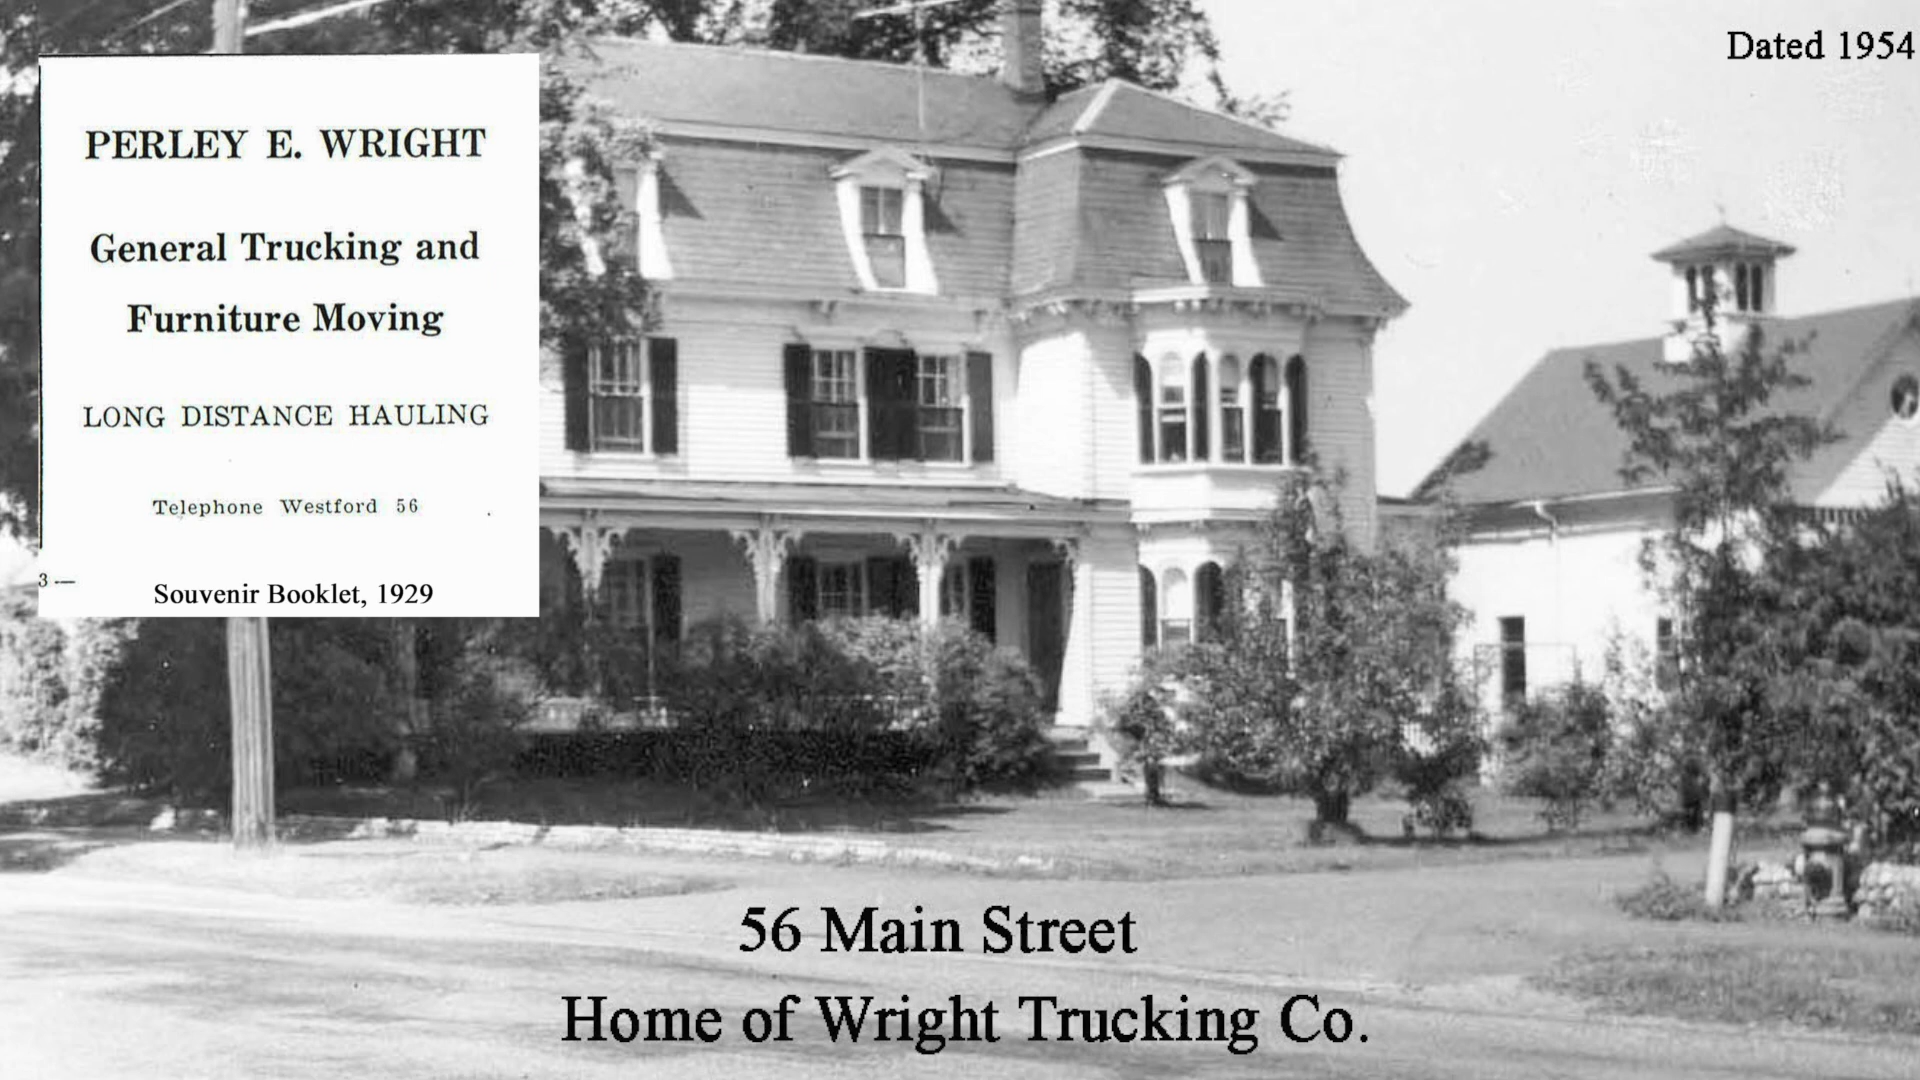 Dated 1954
PERLEY E. WRIGHT
General Trucking and
Furniture Moving
LONG DISTANCE HAULING
Telephone Westford 56
3 —
Souvenir Booklet, 1929
56 Main Street
Home of Wright Trucking Co.